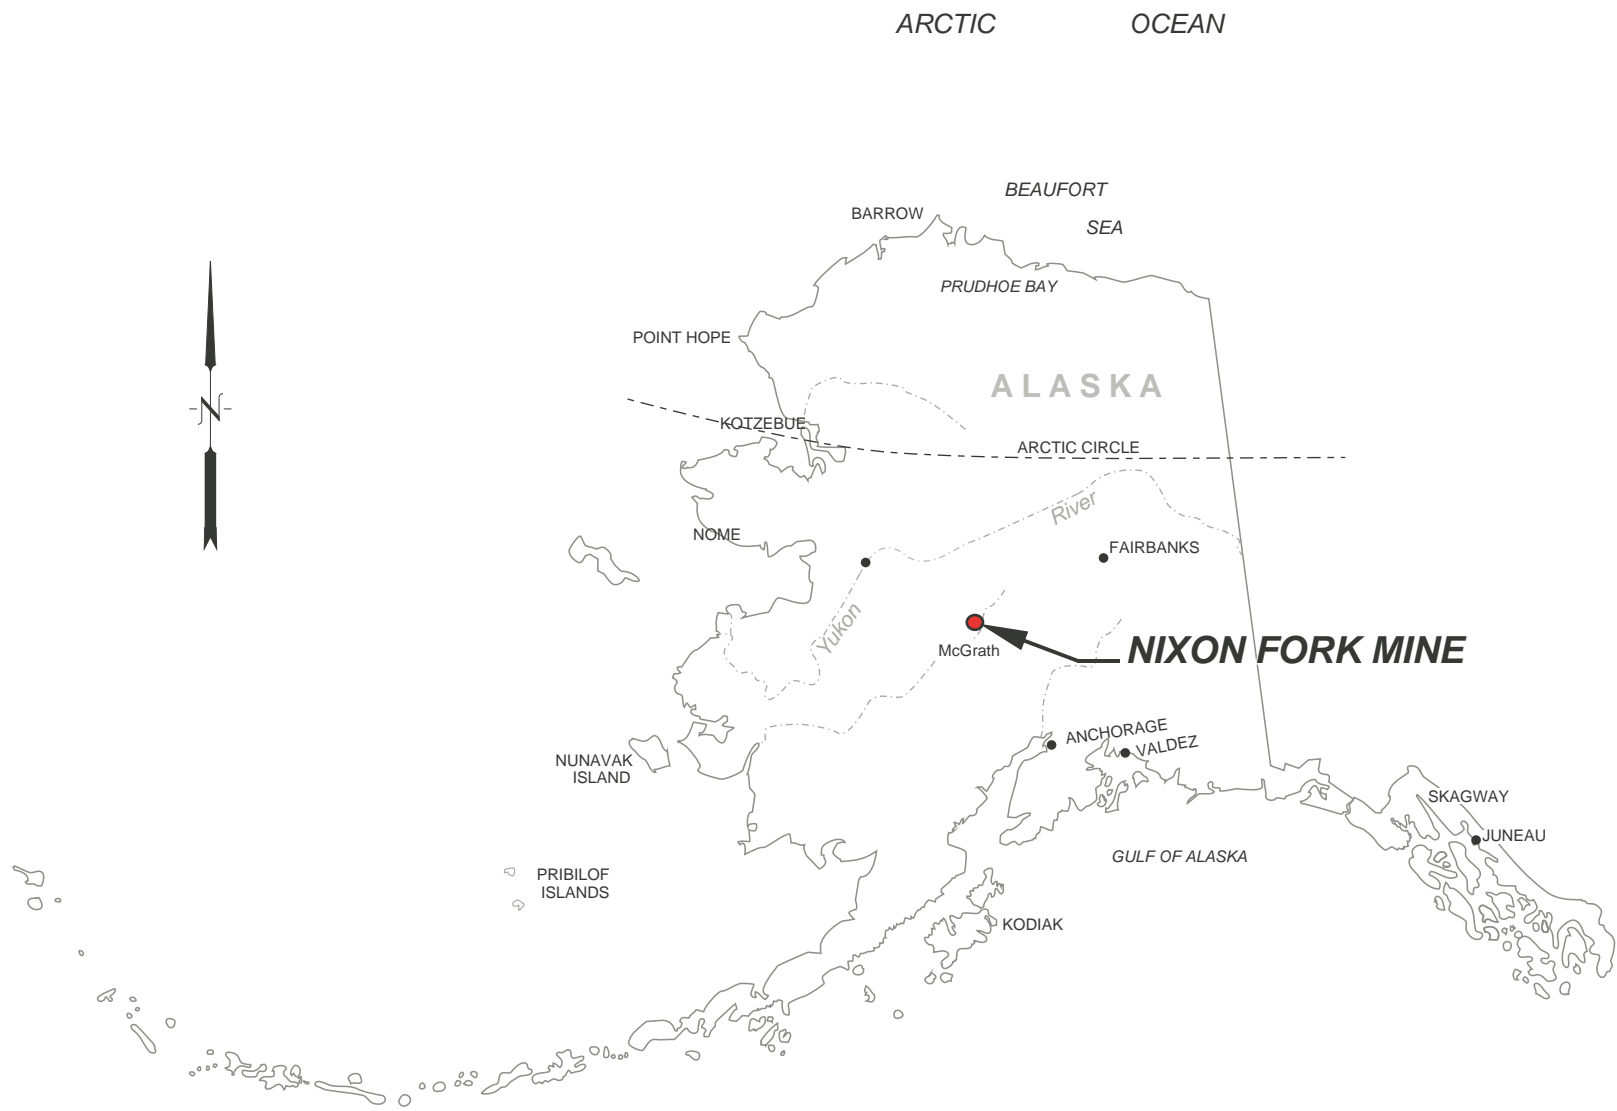 ARCTIC OCEAN
BEAUFORT
SEA
BARROW
PRUDHOE BAY
POINT HOPE
ALASKA
KOTZEBUE
ARCTIC CIRCLE
N
River
NOME
FAIRBANKS
Yukon
McGrath
NIXON FORK MINE
ANCHORAGE
VALDEZ
NUNAVAK
ISLAND
SKAGWAY
JUNEAU
GULF OF ALASKA
PRIBILOF
ISLANDS
KODIAK